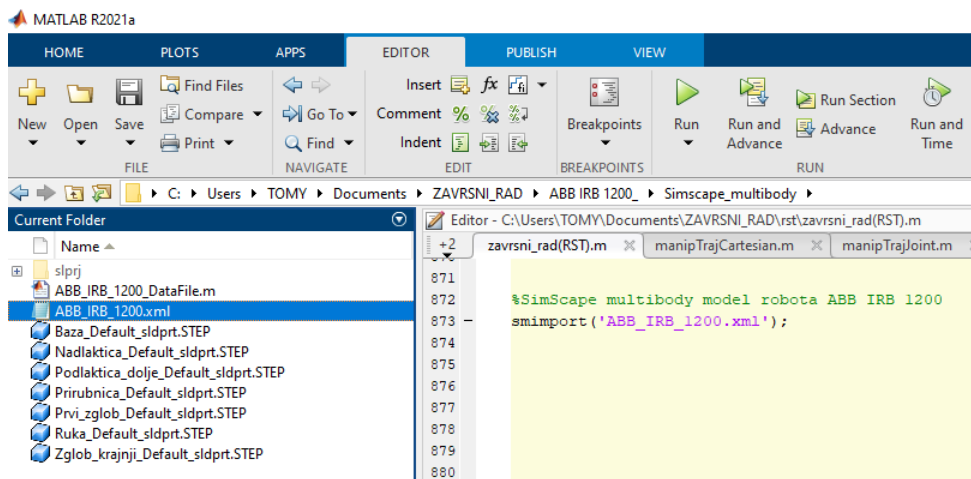 MATLAB R2021a
HOME PLOTS APPS EDITOR PUBLISH VIEW
New Open Save Find Files Compare Print
FILE
Go To Find
NAVIGATE
Insert fx
Comment %
Indent
EDIT
Breakpoints
BREAKPOINTS
Run Run and Advance Run Section Advance Run and Time
RUN
C: Users TOMY Documents ZAVRSNI_RAD ABB IRB 1200_ Simscape_multibody
Current Folder
Name
slprj
ABB_IRB_1200_DataFile.m
ABB_IRB_1200.xml
Baza_Default_sldprt.STEP
Nadlaktica_Default_sldprt.STEP
Podlaktica_dolje_Default_sldprt.STEP
Prirubnica_Default_sldprt.STEP
Prvi_zglob_Default_sldprt.STEP
Ruka_Default_sldprt.STEP
Zglob_krajnji_Default_sldprt.STEP
Editor - C:\Users\TOMY\Documents\ZAVRSNI_RAD\rst\zavrsni_rad(RST).m
+2 zavrsni_rad(RST).m manipTrajCartesian.m manipTrajJoint.m
871
872 %SimScape multibody model robota ABB IRB 1200
873 – smimport('ABB_IRB_1200.xml');
874
875
876
877
878
879
880